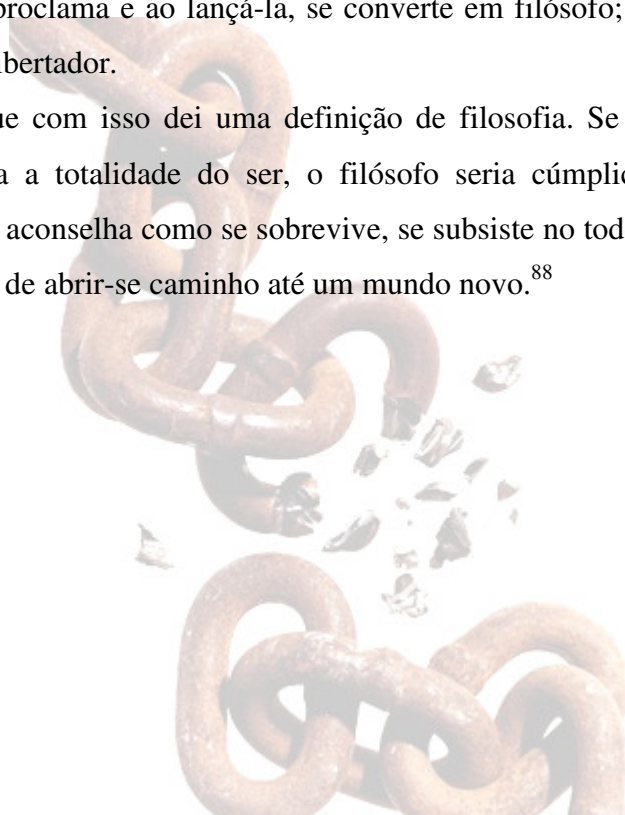 proclama e ao lançá-la, se converte em filósofo;
bertador.
ue com isso dei uma definição de filosofia. Se
a a totalidade do ser, o filósofo seria cúmplic
aconselha como se sobrevive, se subsiste no tod
de abrir-se caminho até um mundo novo.88